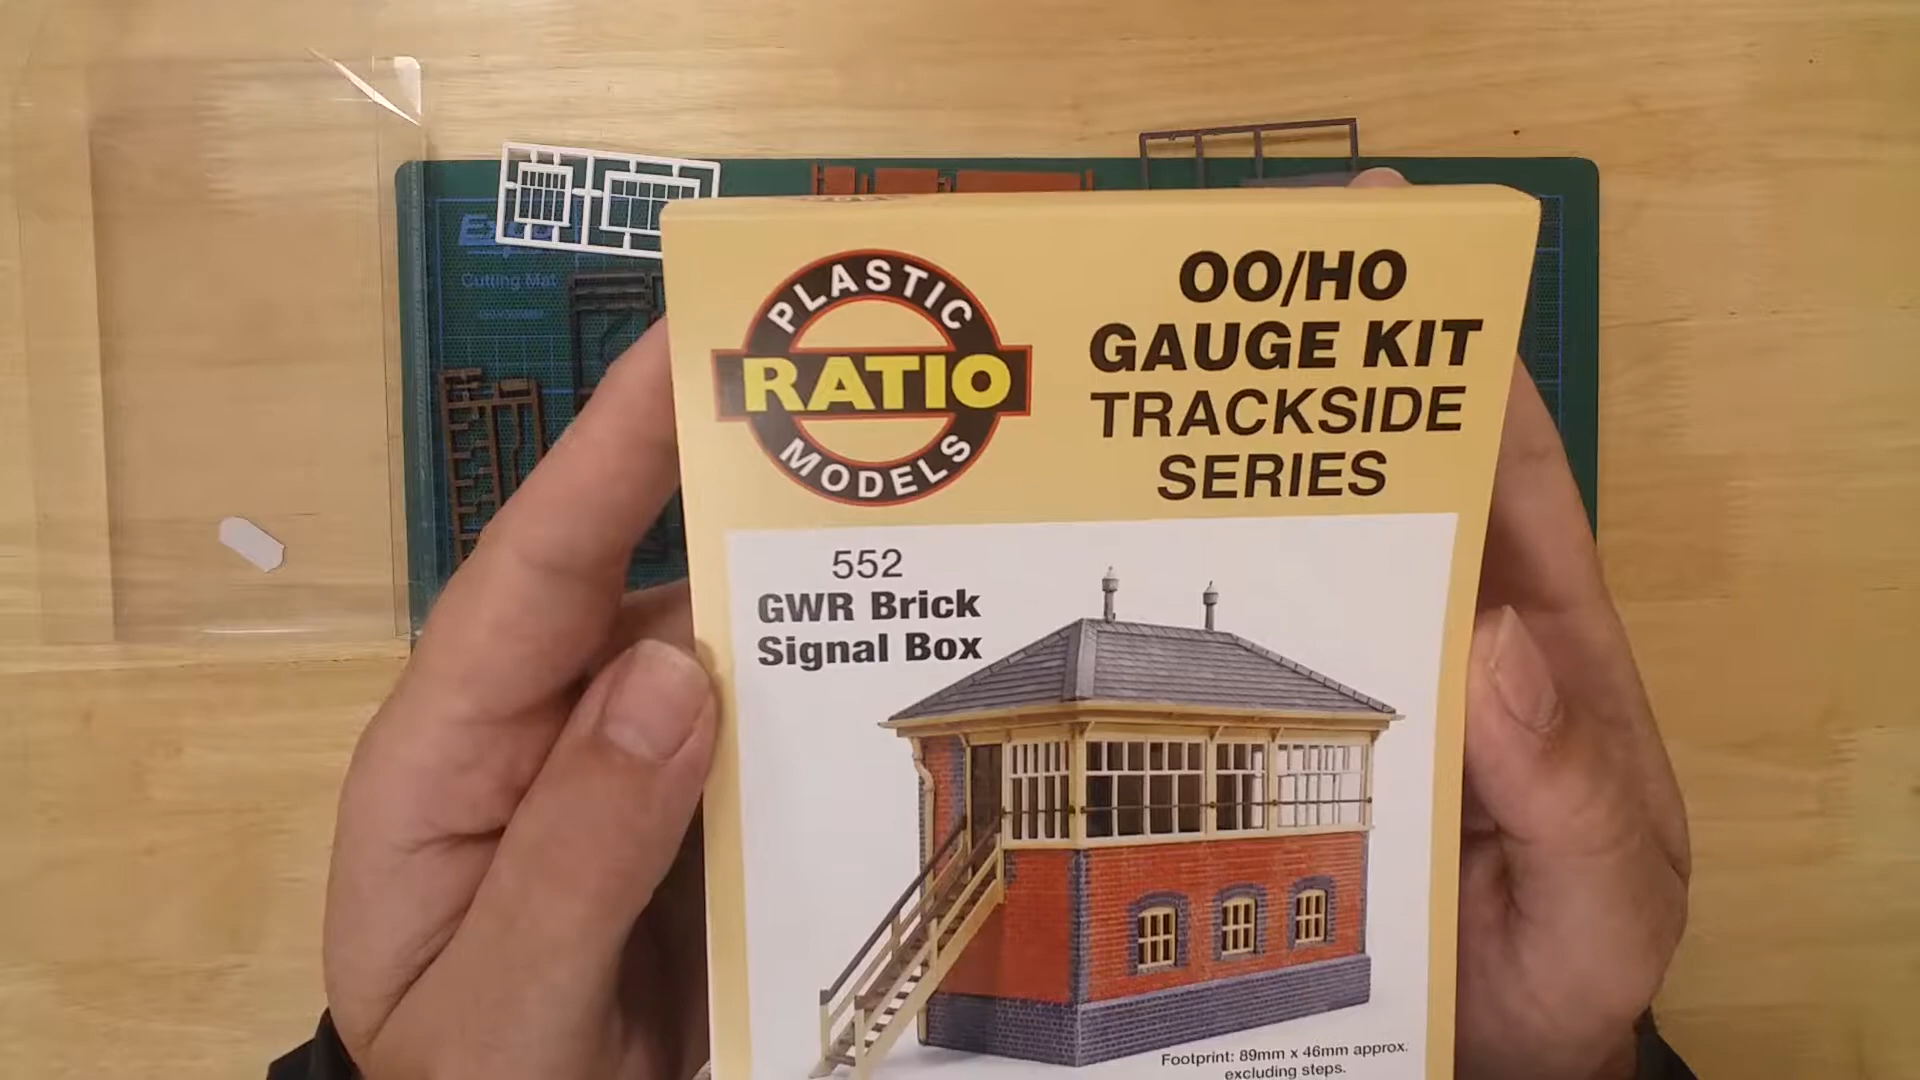 PLASTIC
RATIO
MODELS
OO/HO
GAUGE KIT
TRACKSIDE
SERIES
552
GWR Brick
Signal Box
Footprint: 89mm x 46mm approx.
excluding steps.
Cutting Mat